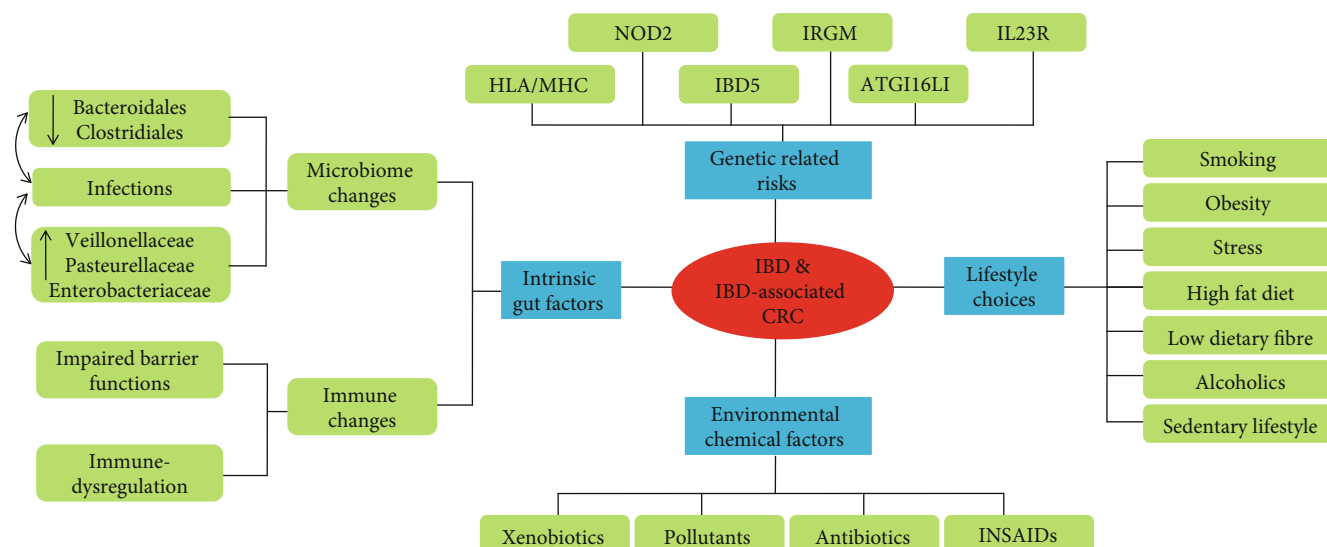 NOD2
IRGM
IL23R
HLA/MHC
IBD5
ATGI16LI
Genetic related
risks
Bacteroidales
Clostridiales
Infections
Veillonellaceae
Pasteurellaceae
Enterobacteriaceae
Microbiome
changes
Impaired barrier
functions
Immune-
dysregulation
Immune
changes
Intrinsic
gut factors
IBD &
IBD-associated
CRC
Lifestyle
choices
Smoking
Obesity
Stress
High fat diet
Low dietary fibre
Alcoholics
Sedentary lifestyle
Environmental
chemical factors
Xenobiotics
Pollutants
Antibiotics
INSAIDs